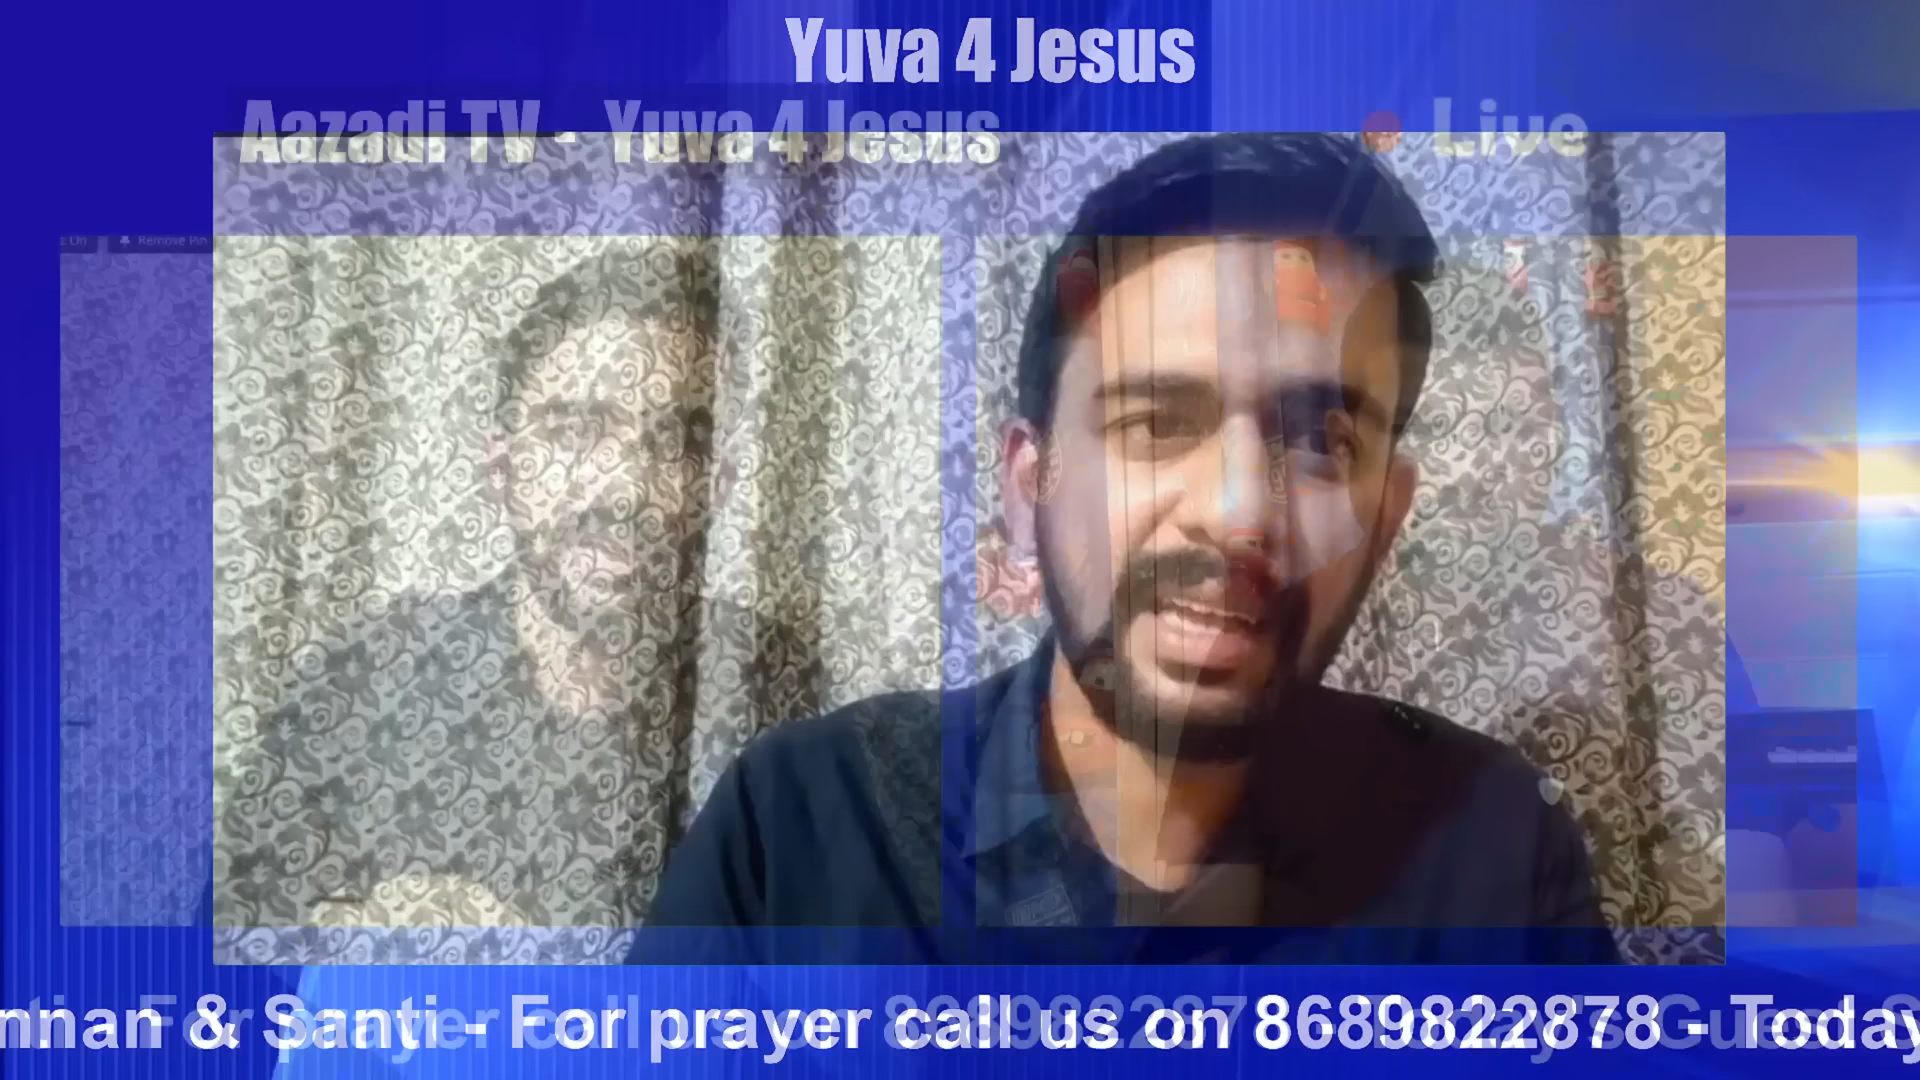 Yuva 4 Jesus
Aazadi TV - Yuva 4 Jesus
Live
Remove Pin
nnan & Santi - For prayer call us on 8689822878 - Today